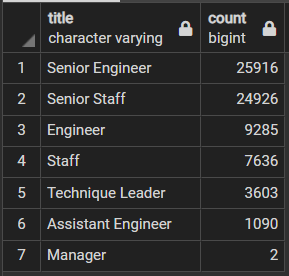 title count
character varying bigint
1 Senior Engineer 25916
2 Senior Staff 24926
3 Engineer 9285
4 Staff 7636
5 Technique Leader 3603
6 Assistant Engineer 1090
7 Manager 2